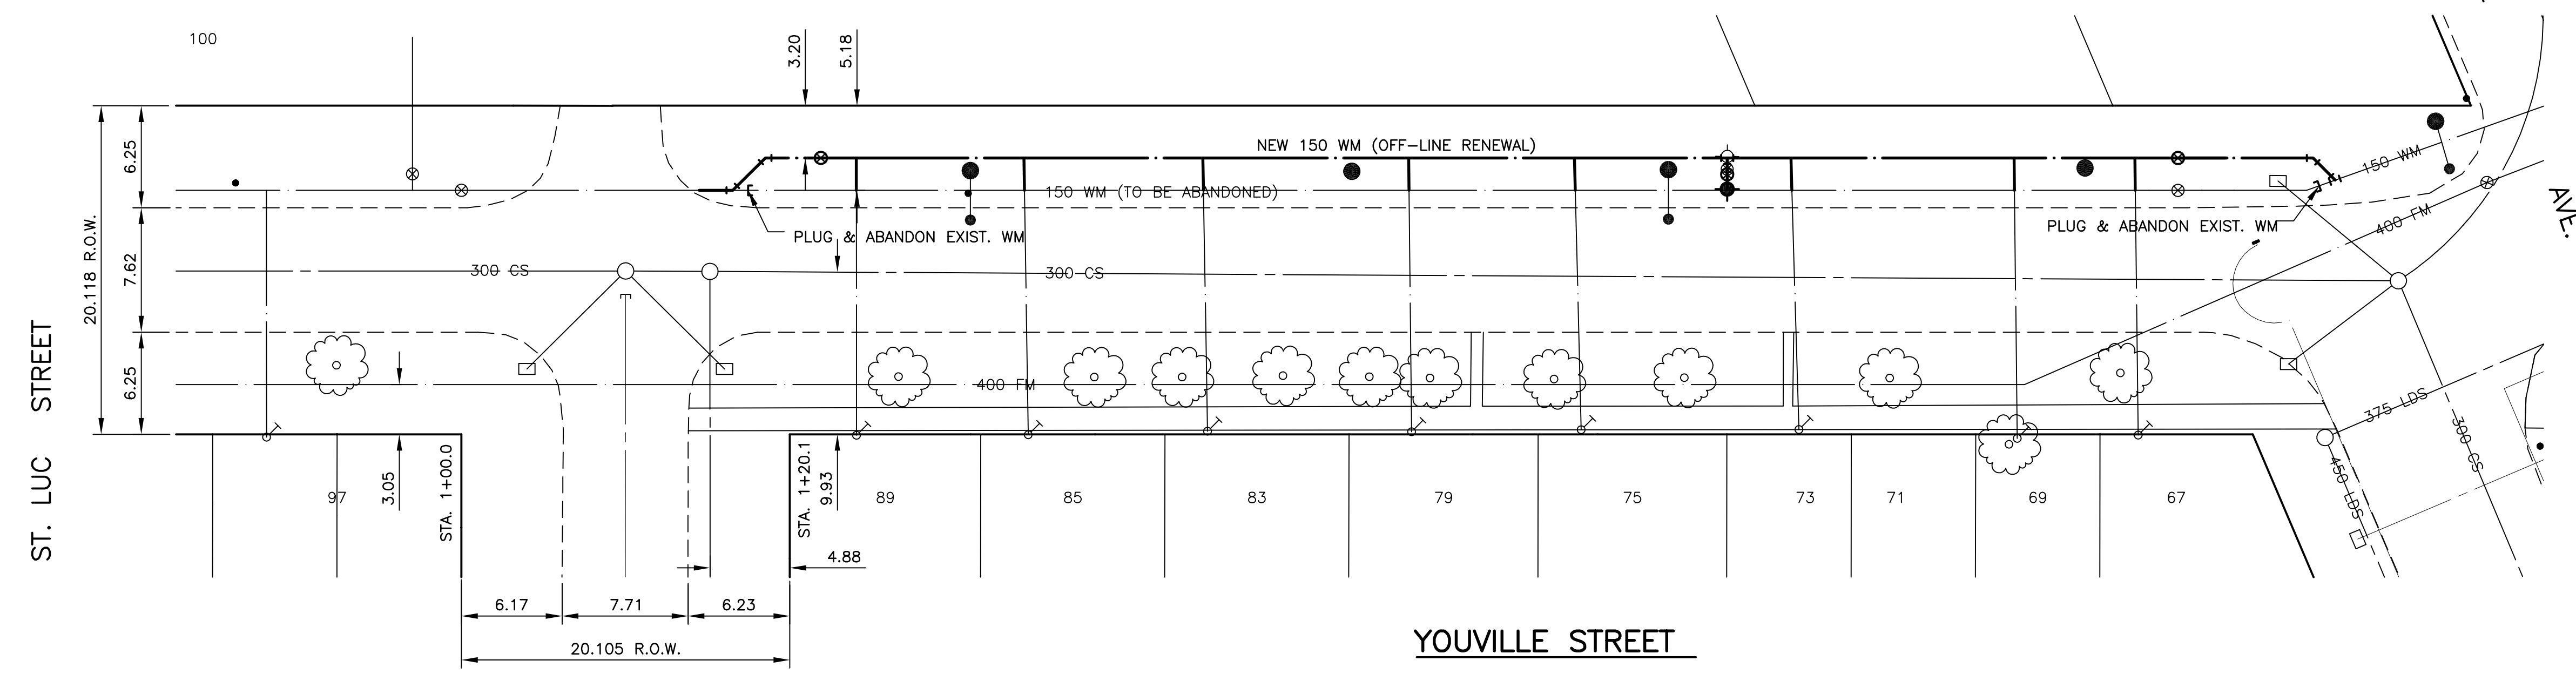 100
3.20
5.18
NEW 150 WM (OFF-LINE RENEWAL)
6.25
150 WM
150 WM (TO BE ABANDONED)
AVE.
20.118 R.O.W.
PLUG & ABANDON EXIST. WM
PLUG & ABANDON EXIST. WM
400 FM
7.62
300 CS
300 CS
ST. LUC STREET
6.25
400 FM
375 LDS
300 CS
450 LDS
97
3.05
STA. 1+00.0
STA. 1+20.1
9.93
89
85
83
79
75
73
71
69
67
4.88
6.17
7.71
6.23
20.105 R.O.W.
YOUVILLE STREET